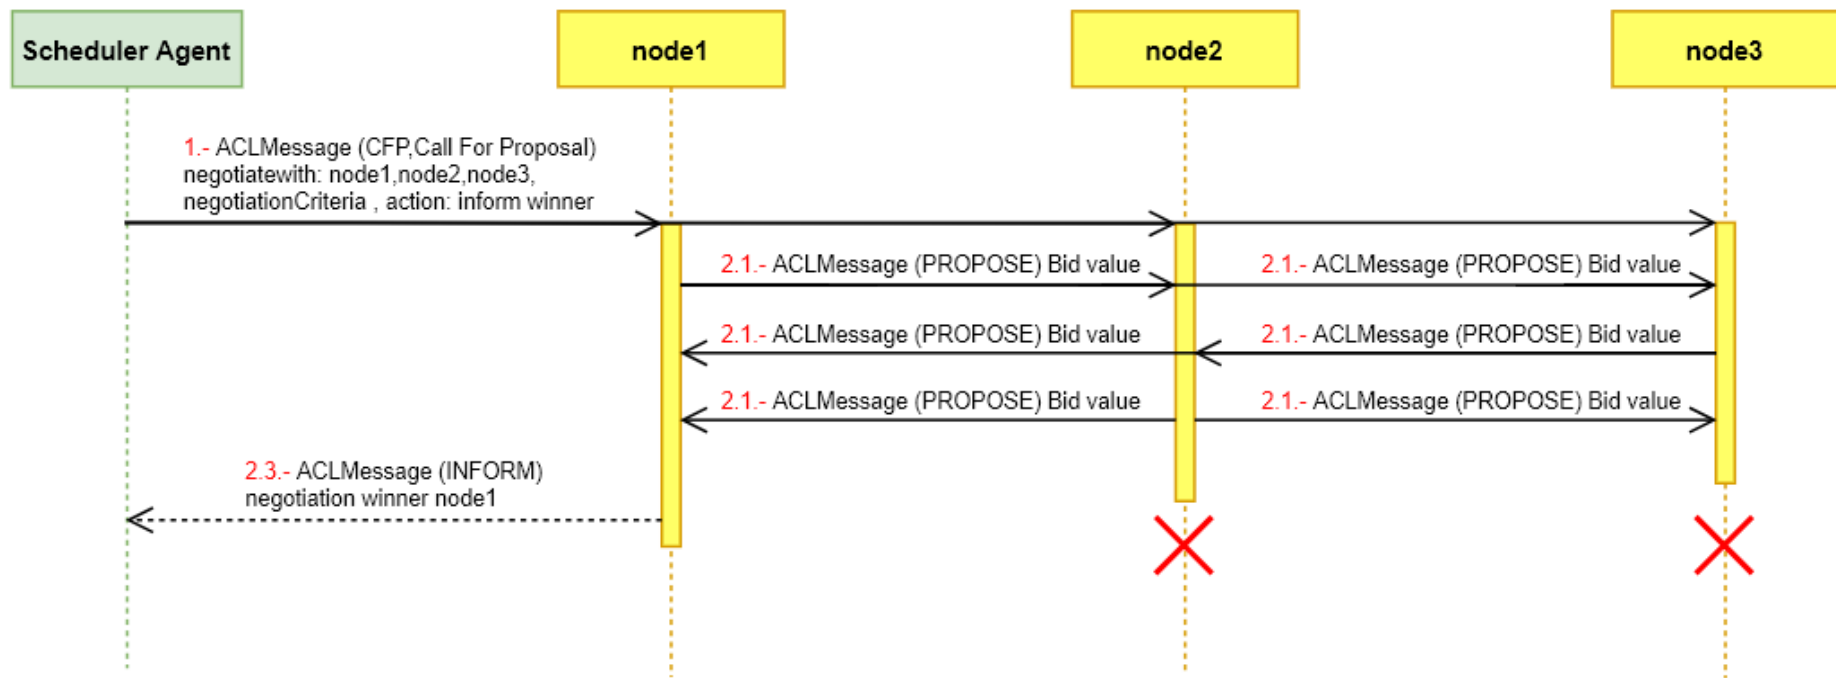 Scheduler Agent
node1
node2
node3
1.- ACLMessage (CFP,Call For Proposal)
negotiatewith: node1,node2,node3,
negotiationCriteria , action: inform winner
2.1.- ACLMessage (PROPOSE) Bid value
2.1.- ACLMessage (PROPOSE) Bid value
2.1.- ACLMessage (PROPOSE) Bid value
2.1.- ACLMessage (PROPOSE) Bid value
2.1.- ACLMessage (PROPOSE) Bid value
2.1.- ACLMessage (PROPOSE) Bid value
2.3.- ACLMessage (INFORM)
negotiation winner node1